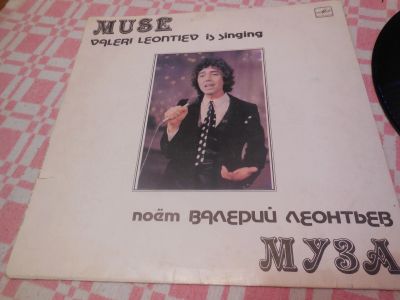 MUSE
VALERI LEONTIEV is singing
поёт ВАЛЕРИЙ ЛЕОНТЬЕВ
МУЗА